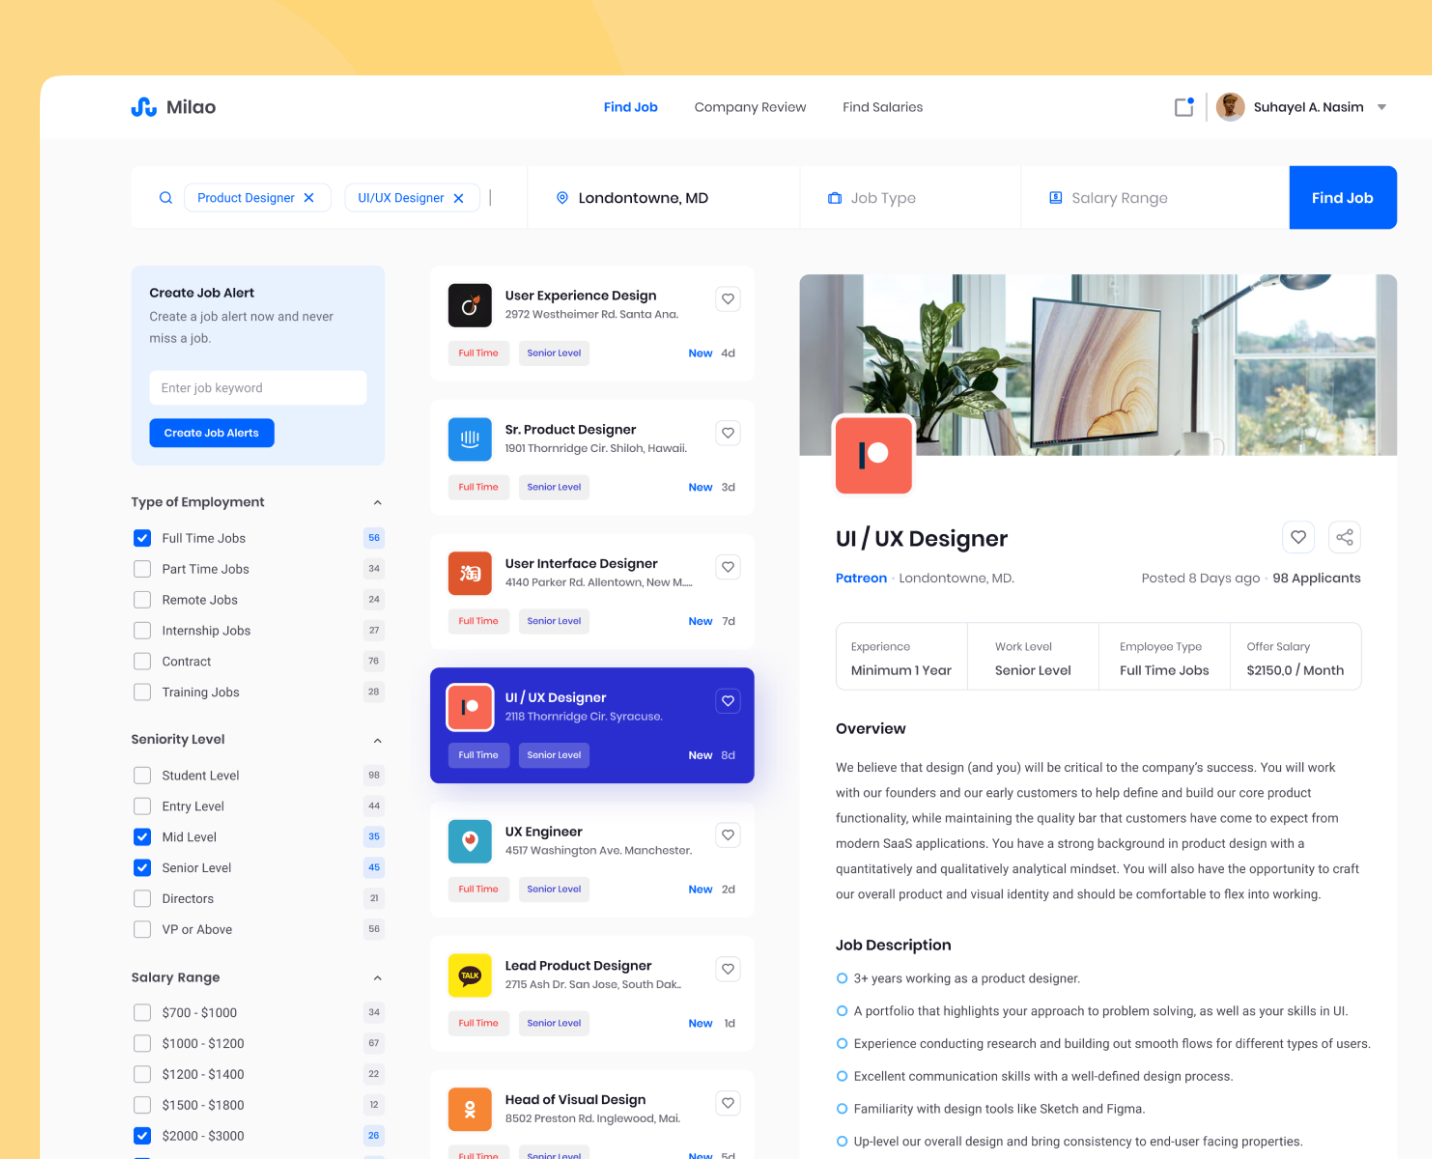 Milao
Find Job
Company Review
Find Salaries
Suhayel A. Nasim
Product Designer
UI/UX Designer
Londontowne, MD
Job Type
Salary Range
Find Job
Create Job Alert
Create a job alert now and never
miss a job.
Enter job keyword
Create Job Alerts
Type of Employment
Full Time Jobs 56
Part Time Jobs 34
Remote Jobs 24
Internship Jobs 27
Contract 76
Training Jobs 28
Seniority Level
Student Level 98
Entry Level 44
Mid Level 35
Senior Level 45
Directors 21
VP or Above 56
Salary Range
$700 - $1000 34
$1000 - $1200 67
$1200 - $1400 22
$1500 - $1800 12
$2000 - $3000 26
User Experience Design
2972 Westheimer Rd. Santa Ana.
Full Time Senior Level New 4d
Sr. Product Designer
1901 Thornridge Cir. Shiloh, Hawaii.
Full Time Senior Level New 3d
User Interface Designer
4140 Parker Rd. Allentown, New M.....
Full Time Senior Level New 7d
UI / UX Designer
2118 Thornridge Cir. Syracuse.
Full Time Senior Level New 8d
UX Engineer
4517 Washington Ave. Manchester.
Full Time Senior Level New 2d
TALK
Lead Product Designer
2715 Ash Dr. San Jose, South Dak..
Full Time Senior Level New 1d
Head of Visual Design
8502 Preston Rd. Inglewood, Mai.
Full Time Senior Level New 5d
UI / UX Designer
Patreon · Londontowne, MD.
Posted 8 Days ago · 98 Applicants
Experience
Minimum 1 Year
Work Level
Senior Level
Employee Type
Full Time Jobs
Offer Salary
$2150,0 / Month
Overview
We believe that design (and you) will be critical to the company's success. You will work
with our founders and our early customers to help define and build our core product
functionality, while maintaining the quality bar that customers have come to expect from
modern SaaS applications. You have a strong background in product design with a
quantitatively and qualitatively analytical mindset. You will also have the opportunity to craft
our overall product and visual identity and should be comfortable to flex into working.
Job Description
3+ years working as a product designer.
A portfolio that highlights your approach to problem solving, as well as your skills in UI.
Experience conducting research and building out smooth flows for different types of users.
Excellent communication skills with a well-defined design process.
Familiarity with design tools like Sketch and Figma.
Up-level our overall design and bring consistency to end-user facing properties.